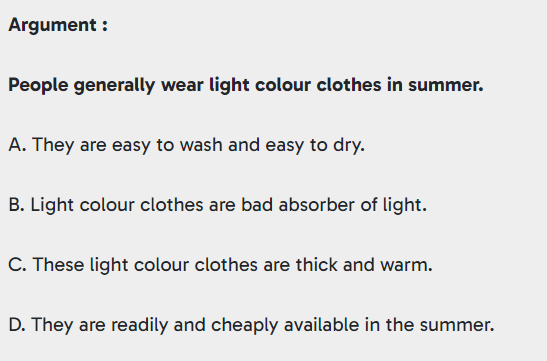 Argument :
People generally wear light colour clothes in summer.
A. They are easy to wash and easy to dry.
B. Light colour clothes are bad absorber of light.
C. These light colour clothes are thick and warm.
D. They are readily and cheaply available in the summer.